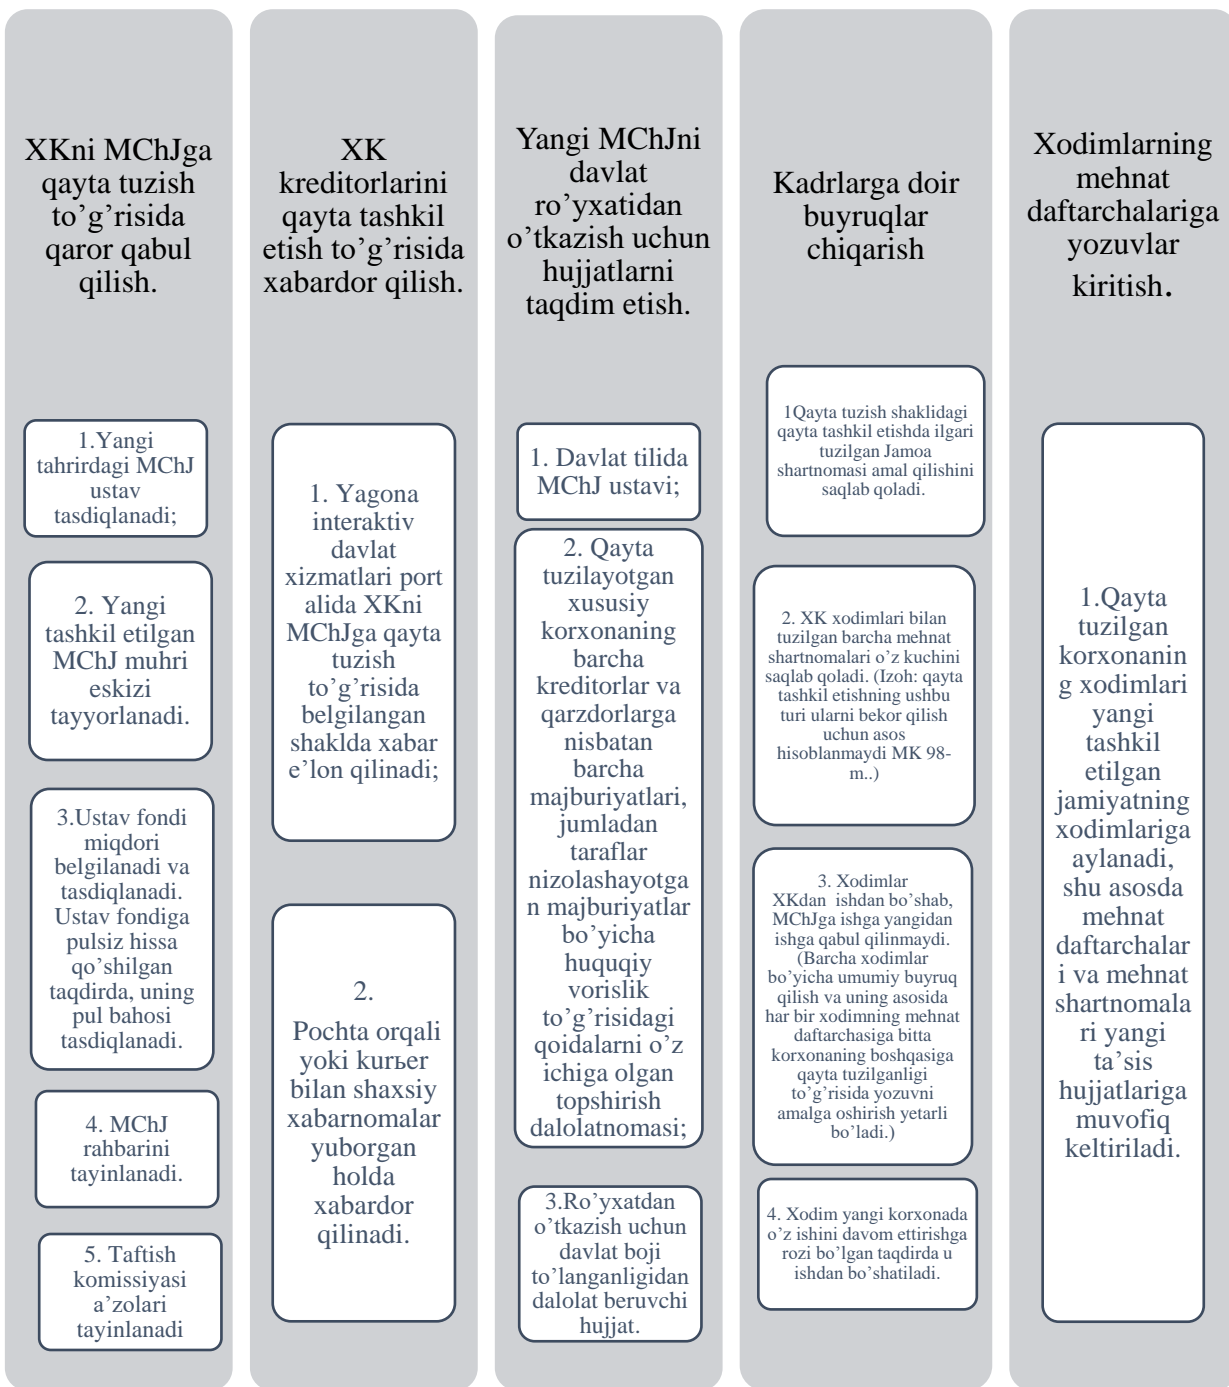 XKni MChJga
qayta tuzish
to’g’risida
qaror qabul
qilish.
1.Yangi
tahrirdagi MChJ
ustav
tasdiqlanadi;
2. Yangi
tashkil etilgan
MChJ muhri
eskizi
tayyorlanadi.
3.Ustav fondi
miqdori
belgilanadi va
tasdiqlanadi.
Ustav fondiga
pulsiz hissa
qo’shilgan
taqdirda, uning
pul bahosi
tasdiqlanadi.
4. MChJ
rahbarini
tayinlanadi.
5. Taftish
komissiyasi
a’zolari
tayinlanadi
XK
kreditorlarini
qayta tashkil
etish to’g’risida
xabardor qilish.
1. Yagona
interaktiv
davlat
xizmatlari port
alida XKni
MChJga qayta
tuzish
to’g’risida
belgilangan
shaklda xabar
e’lon qilinadi;
2.
Pochta orqali
yoki kurьer
bilan shaxsiy
xabarnomalar
yuborgan
holda
xabardor
qilinadi.
Yangi MChJni
davlat
ro’yxatidan
o’tkazish uchun
hujjatlarni
taqdim etish.
1. Davlat tilida
MChJ ustavi;
2. Qayta
tuzilayotgan
xususiy
korxonaning
barcha
kreditorlar va
qarzdorlarga
nisbatan
barcha
majburiyatlari,
jumladan
taraflar
nizolashayotga
n majburiyatlar
bo’yicha
huquqiy
vorislik
to’g’risidagi
qoidalarni o’z
ichiga olgan
topshirish
dalolatnomasi;
3.Ro’yxatdan
o’tkazish uchun
davlat boji
to’langanligidan
dalolat beruvchi
hujjat.
Kadrlarga doir
buyruqlar
chiqarish
1Qayta tuzish shaklidagi
qayta tashkil etishda ilgari
tuzilgan Jamoa
shartnomasi amal qilishini
saqlab qoladi.
2. XK xodimlari bilan
tuzilgan barcha mehnat
shartnomalari o’z kuchini
saqlab qoladi. (Izoh: qayta
tashkil etishning ushbu
turi ularni bekor qilish
uchun asos
hisoblanmaydi MK 98-
m..)
3. Xodimlar
XKdan ishdan bo’shab,
MChJga ishga yangidan
ishga qabul qilinmaydi.
(Barcha xodimlar
bo’yicha umumiy buyruq
qilish va uning asosida
har bir xodimning mehnat
daftarchasiga bitta
korxonaning boshqasiga
qayta tuzilganligi
to’g’risida yozuvni
amalga oshirish yetarli
bo’ladi.)
4. Xodim yangi korxonada
o’z ishini davom ettirishga
rozi bo’lgan taqdirda u
ishdan bo’shatiladi.
Xodimlarning
mehnat
daftarchalariga
yozuvlar
kiritish.
1.Qayta
tuzilgan
korxonanin
g xodimlari
yangi
tashkil
etilgan
jamiyatning
xodimlariga
aylanadi,
shu asosda
mehnat
daftarchalar
i va mehnat
shartnomala
ri yangi
ta’sis
hujjatlariga
muvofiq
keltiriladi.